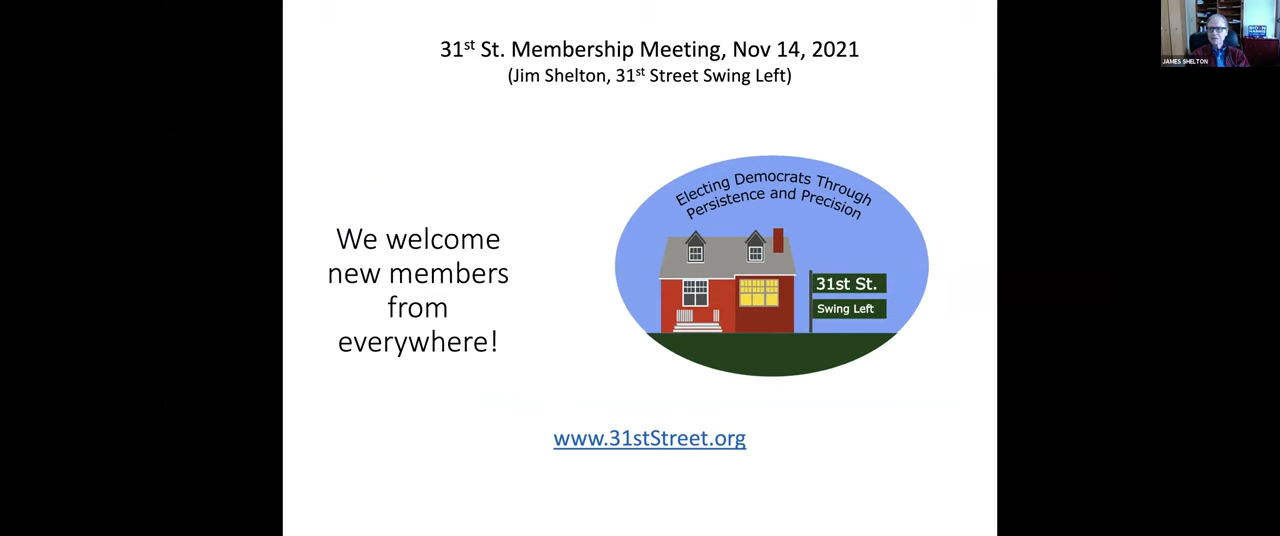 31st St. Membership Meeting, Nov 14, 2021
(Jim Shelton, 31st Street Swing Left)
JAMES SHELTON
Electing Democrats Through
Persistence and Precision
We welcome
new members
from
everywhere!
31st St.
Swing Left
www.31stStreet.org